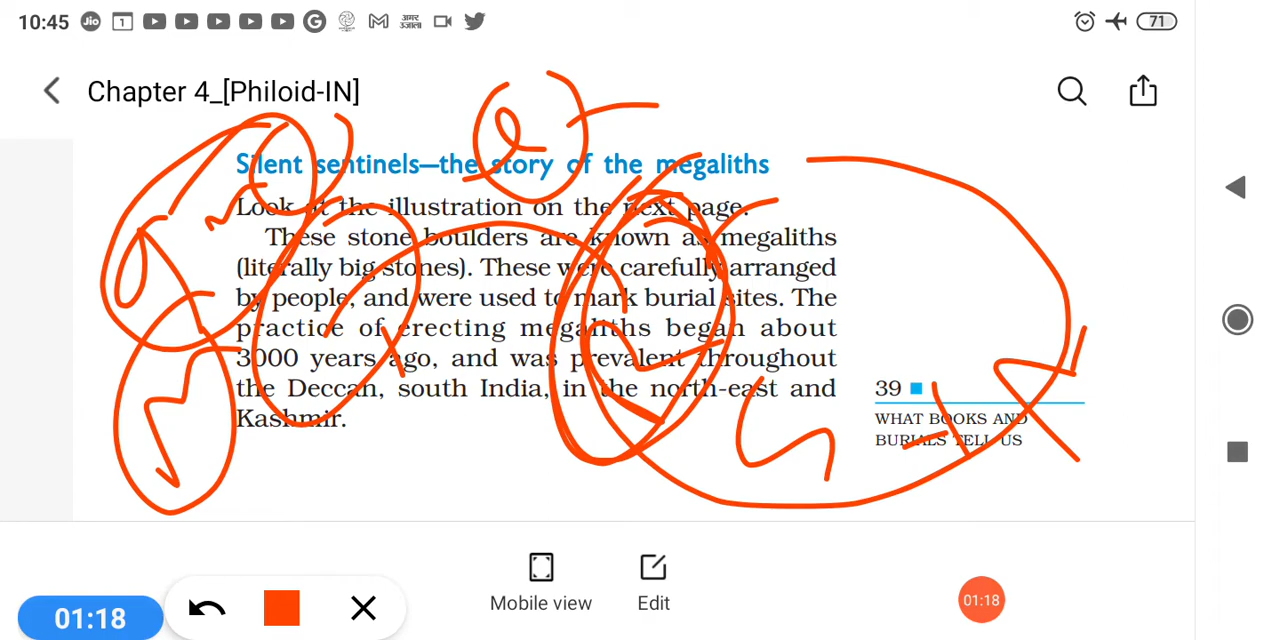 10:45 Jio 1 G M अमर उजाला 71
Chapter 4_[Philoid-IN]
Silent sentinels—the story of the megaliths
Look at the illustration on the next page.
These stone boulders are known as megaliths
(literally big stones). These were carefully arranged
by people, and were used to mark burial sites. The
practice of erecting megaliths began about
3000 years ago, and was prevalent throughout
the Deccan, south India, in the north-east and
Kashmir.
39
WHAT BOOKS AND
BURIALS TELL US
Mobile view
Edit
01:18
01:18